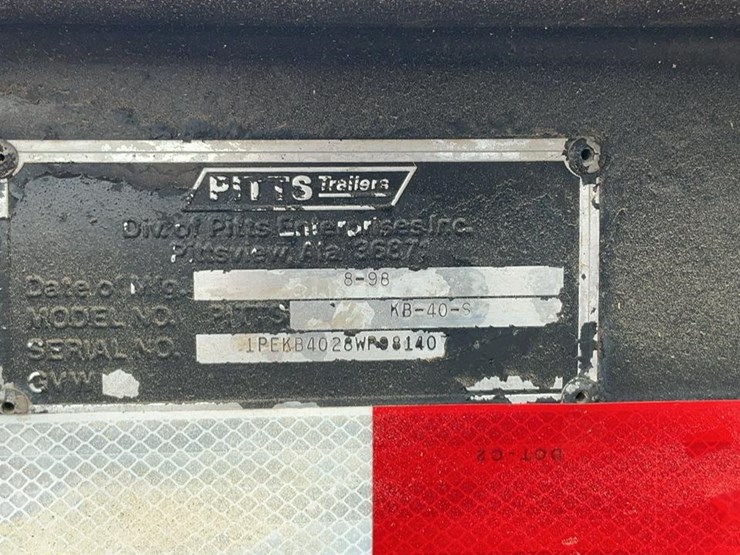 PITTS Trailers
Div. of Pitts Enterprises, Inc.
Pittsview, Ala. 36871
Date of Mfg. 8-98
MODEL NO. PITTS KB-40-S
SERIAL NO.
GVW
DOT-C2